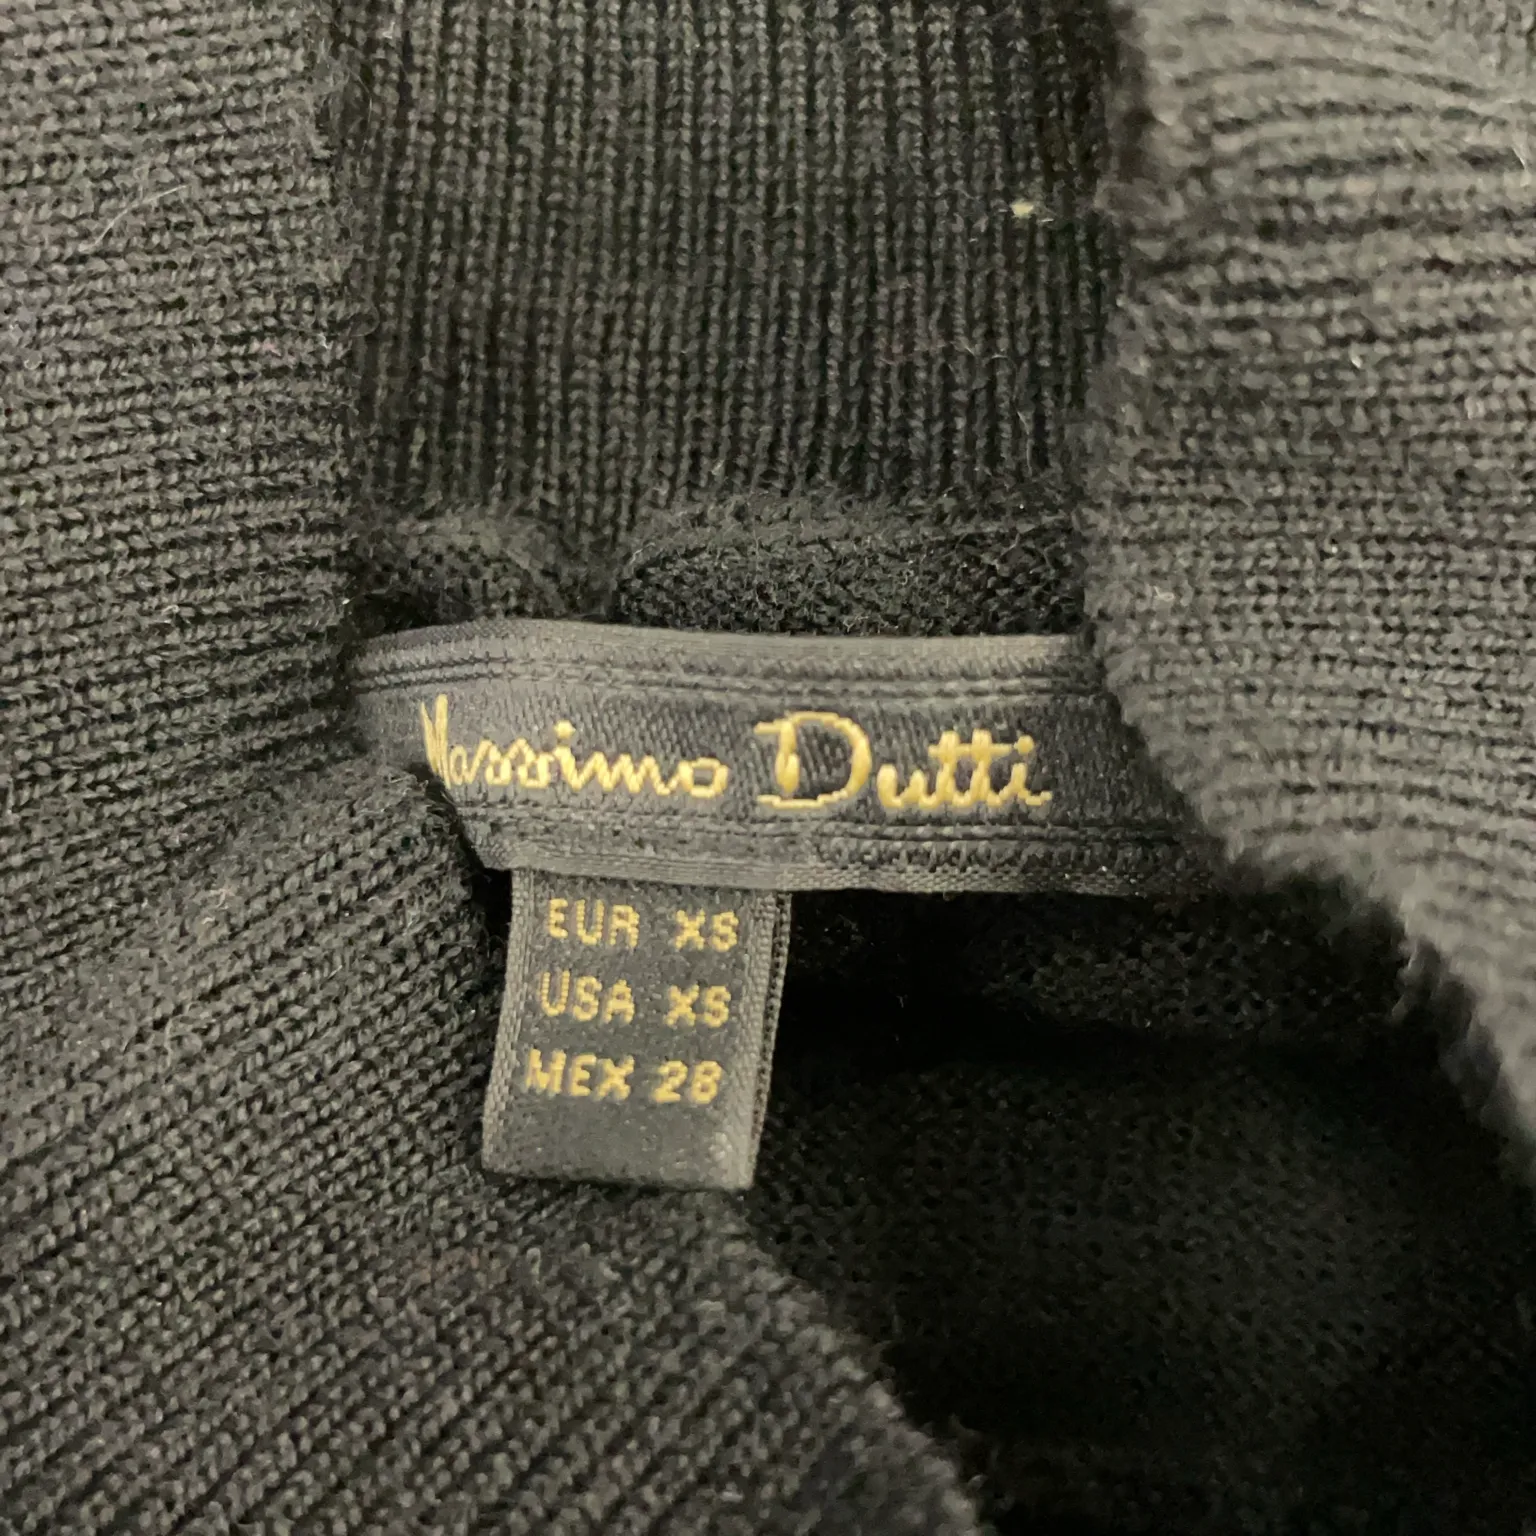 Massimo Dutti
EUR XS
USA XS
MEX 28